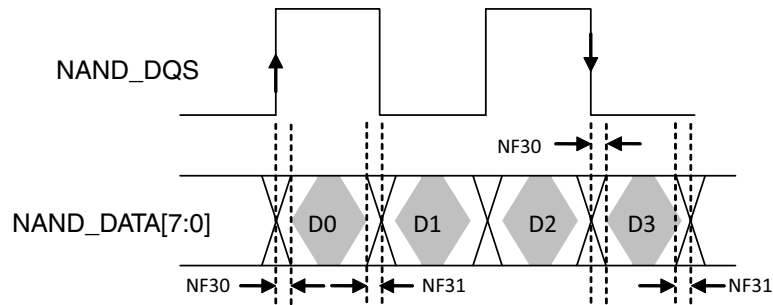 NAND_DQS
NF30
NF31
NAND_DATA[7:0]
D0
D1
D2
D3
NF30
NF31